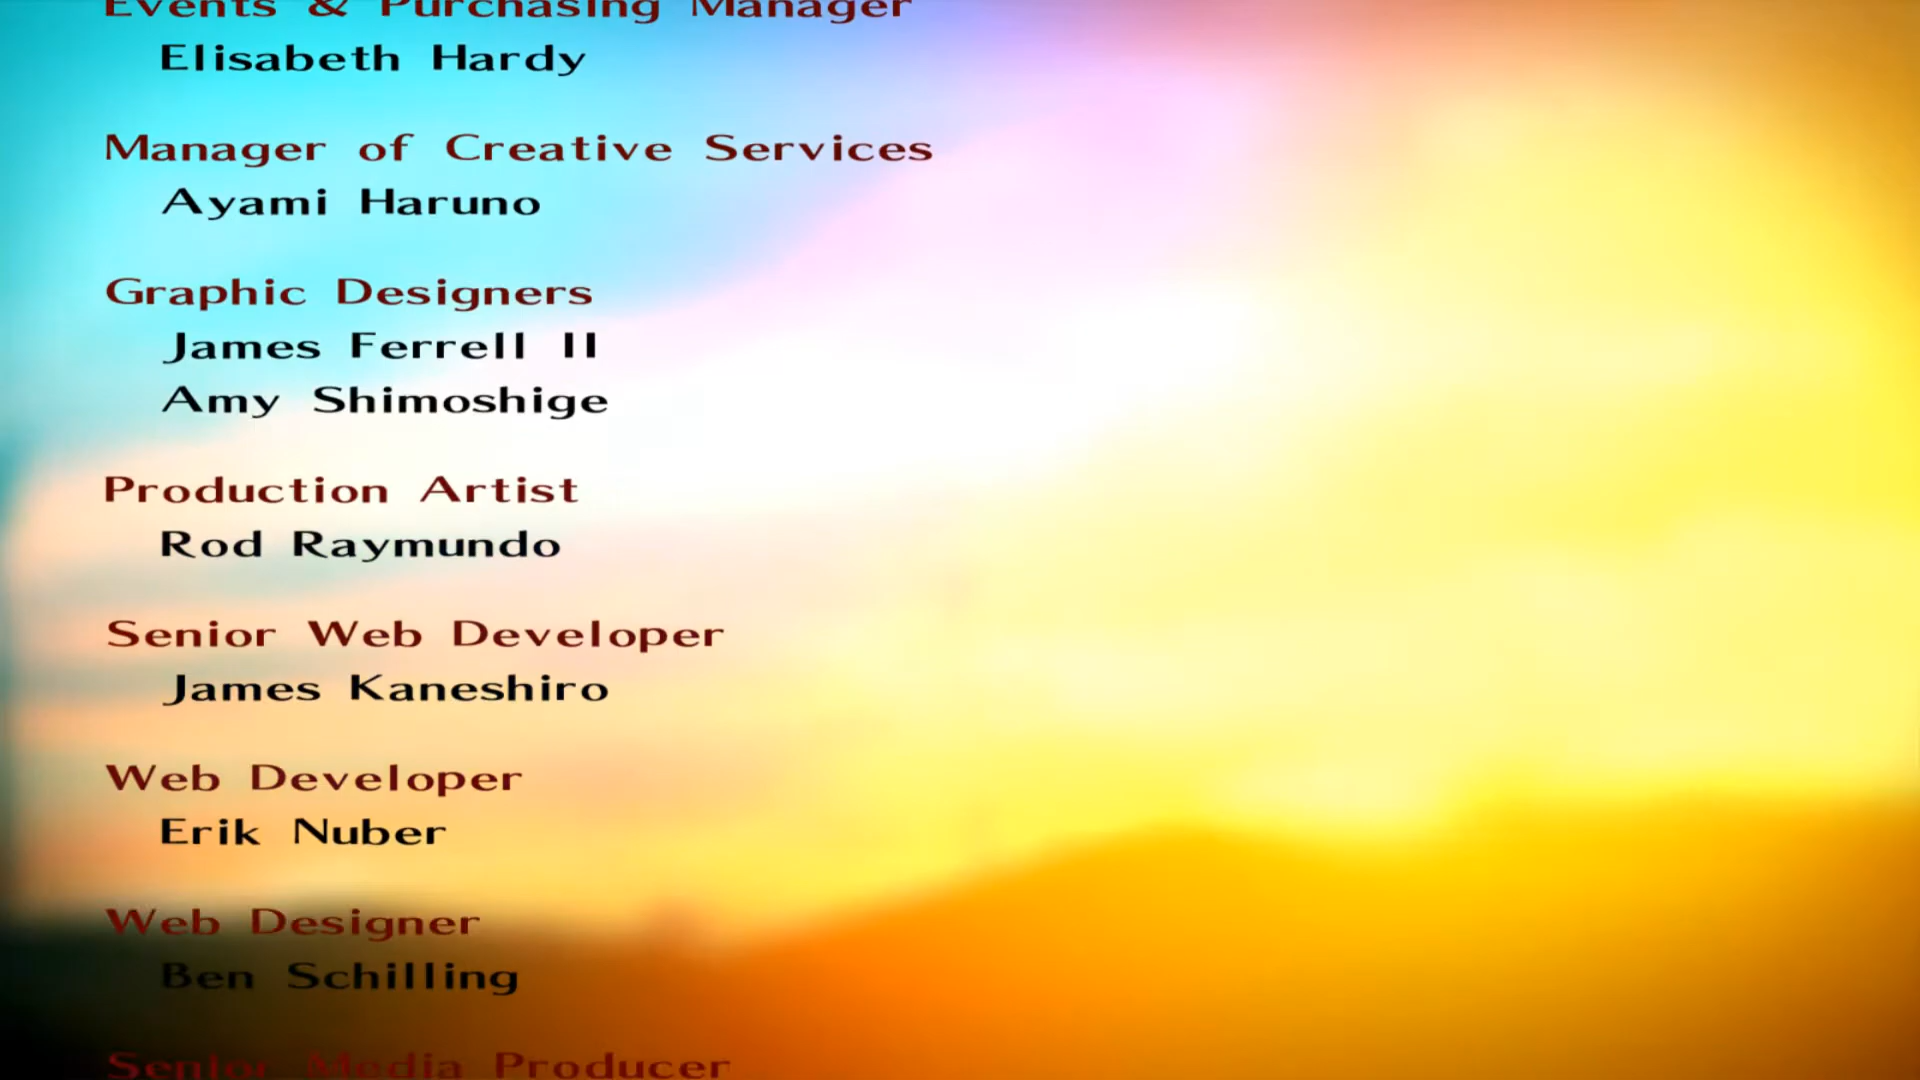 Events & Purchasing Manager
Elisabeth Hardy
Manager of Creative Services
Ayami Haruno
Graphic Designers
James Ferrell II
Amy Shimoshige
Production Artist
Rod Raymundo
Senior Web Developer
James Kaneshiro
Web Developer
Erik Nuber
Web Designer
Ben Schilling
Senior Media Producer